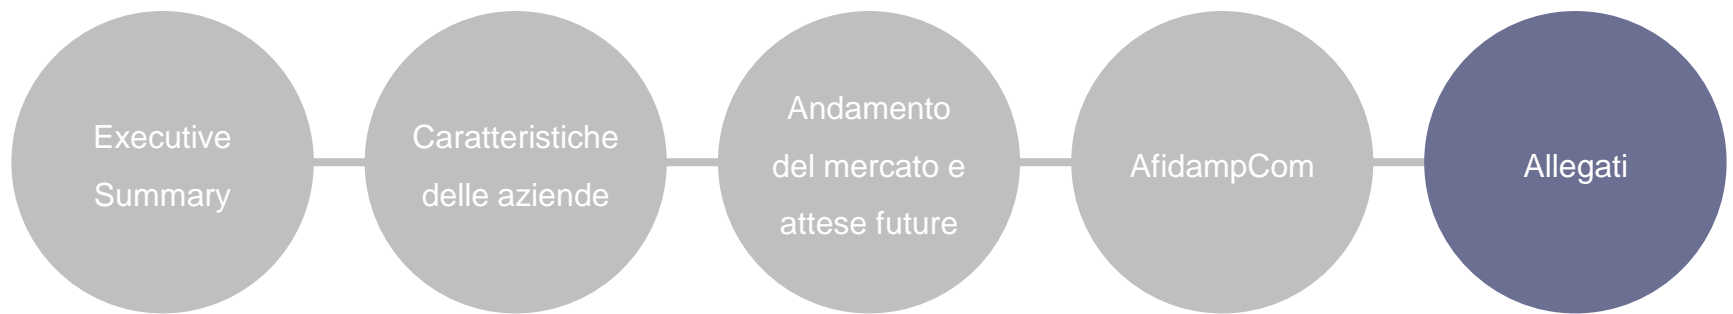 Executive
Summary
Caratteristiche
delle aziende
Andamento
del mercato e
attese future
AfidampCom
Allegati